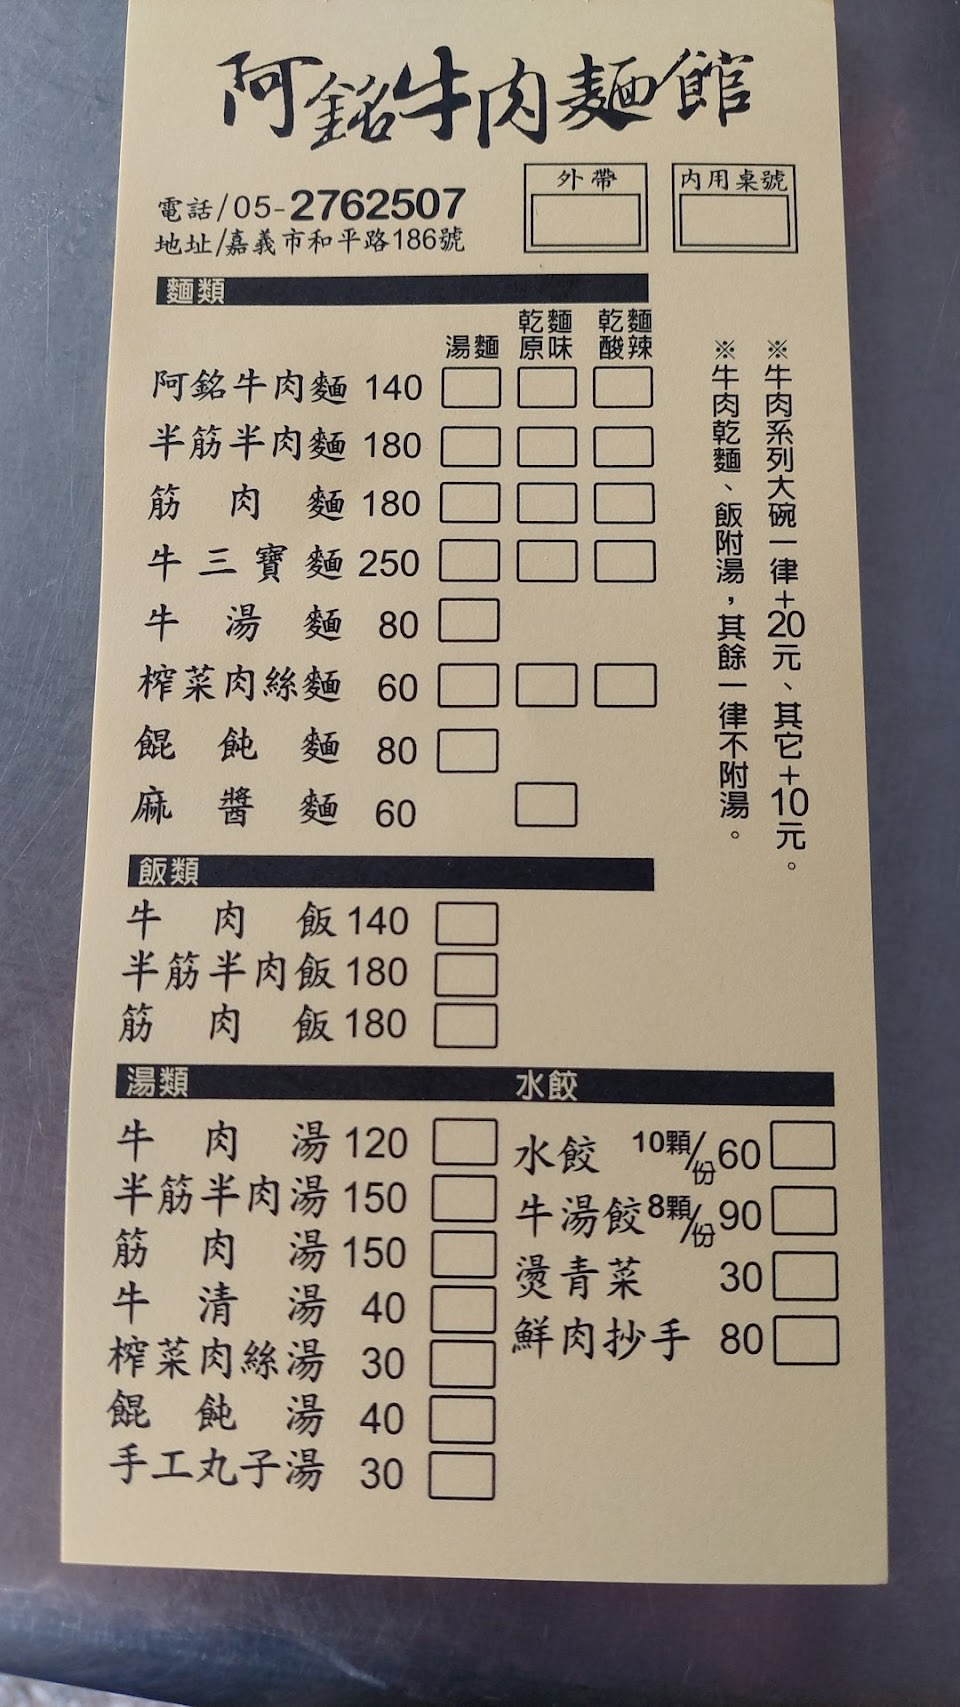 阿銘牛肉麵館
電話/05-2762507
地址/嘉義市和平路186號
外帶
內用桌號
麵類
湯麵 乾麵原味 乾麵酸辣
阿銘牛肉麵 140
半筋半肉麵 180
筋肉麵 180
牛三寶麵 250
牛湯麵 80
榨菜肉絲麵 60
餛飩麵 80
麻醬麵 60
※牛肉系列大碗一律+20元、其它+10元。
※牛肉乾麵、飯附湯，其餘一律不附湯。
飯類
牛肉飯 140
半筋半肉飯 180
筋肉飯 180
湯類
牛肉湯 120
半筋半肉湯 150
筋肉湯 150
牛清湯 40
榨菜肉絲湯 30
餛飩湯 40
手工丸子湯 30
水餃
水餃 10顆/份 60
牛湯餃 8顆/份 90
燙青菜 30
鮮肉抄手 80